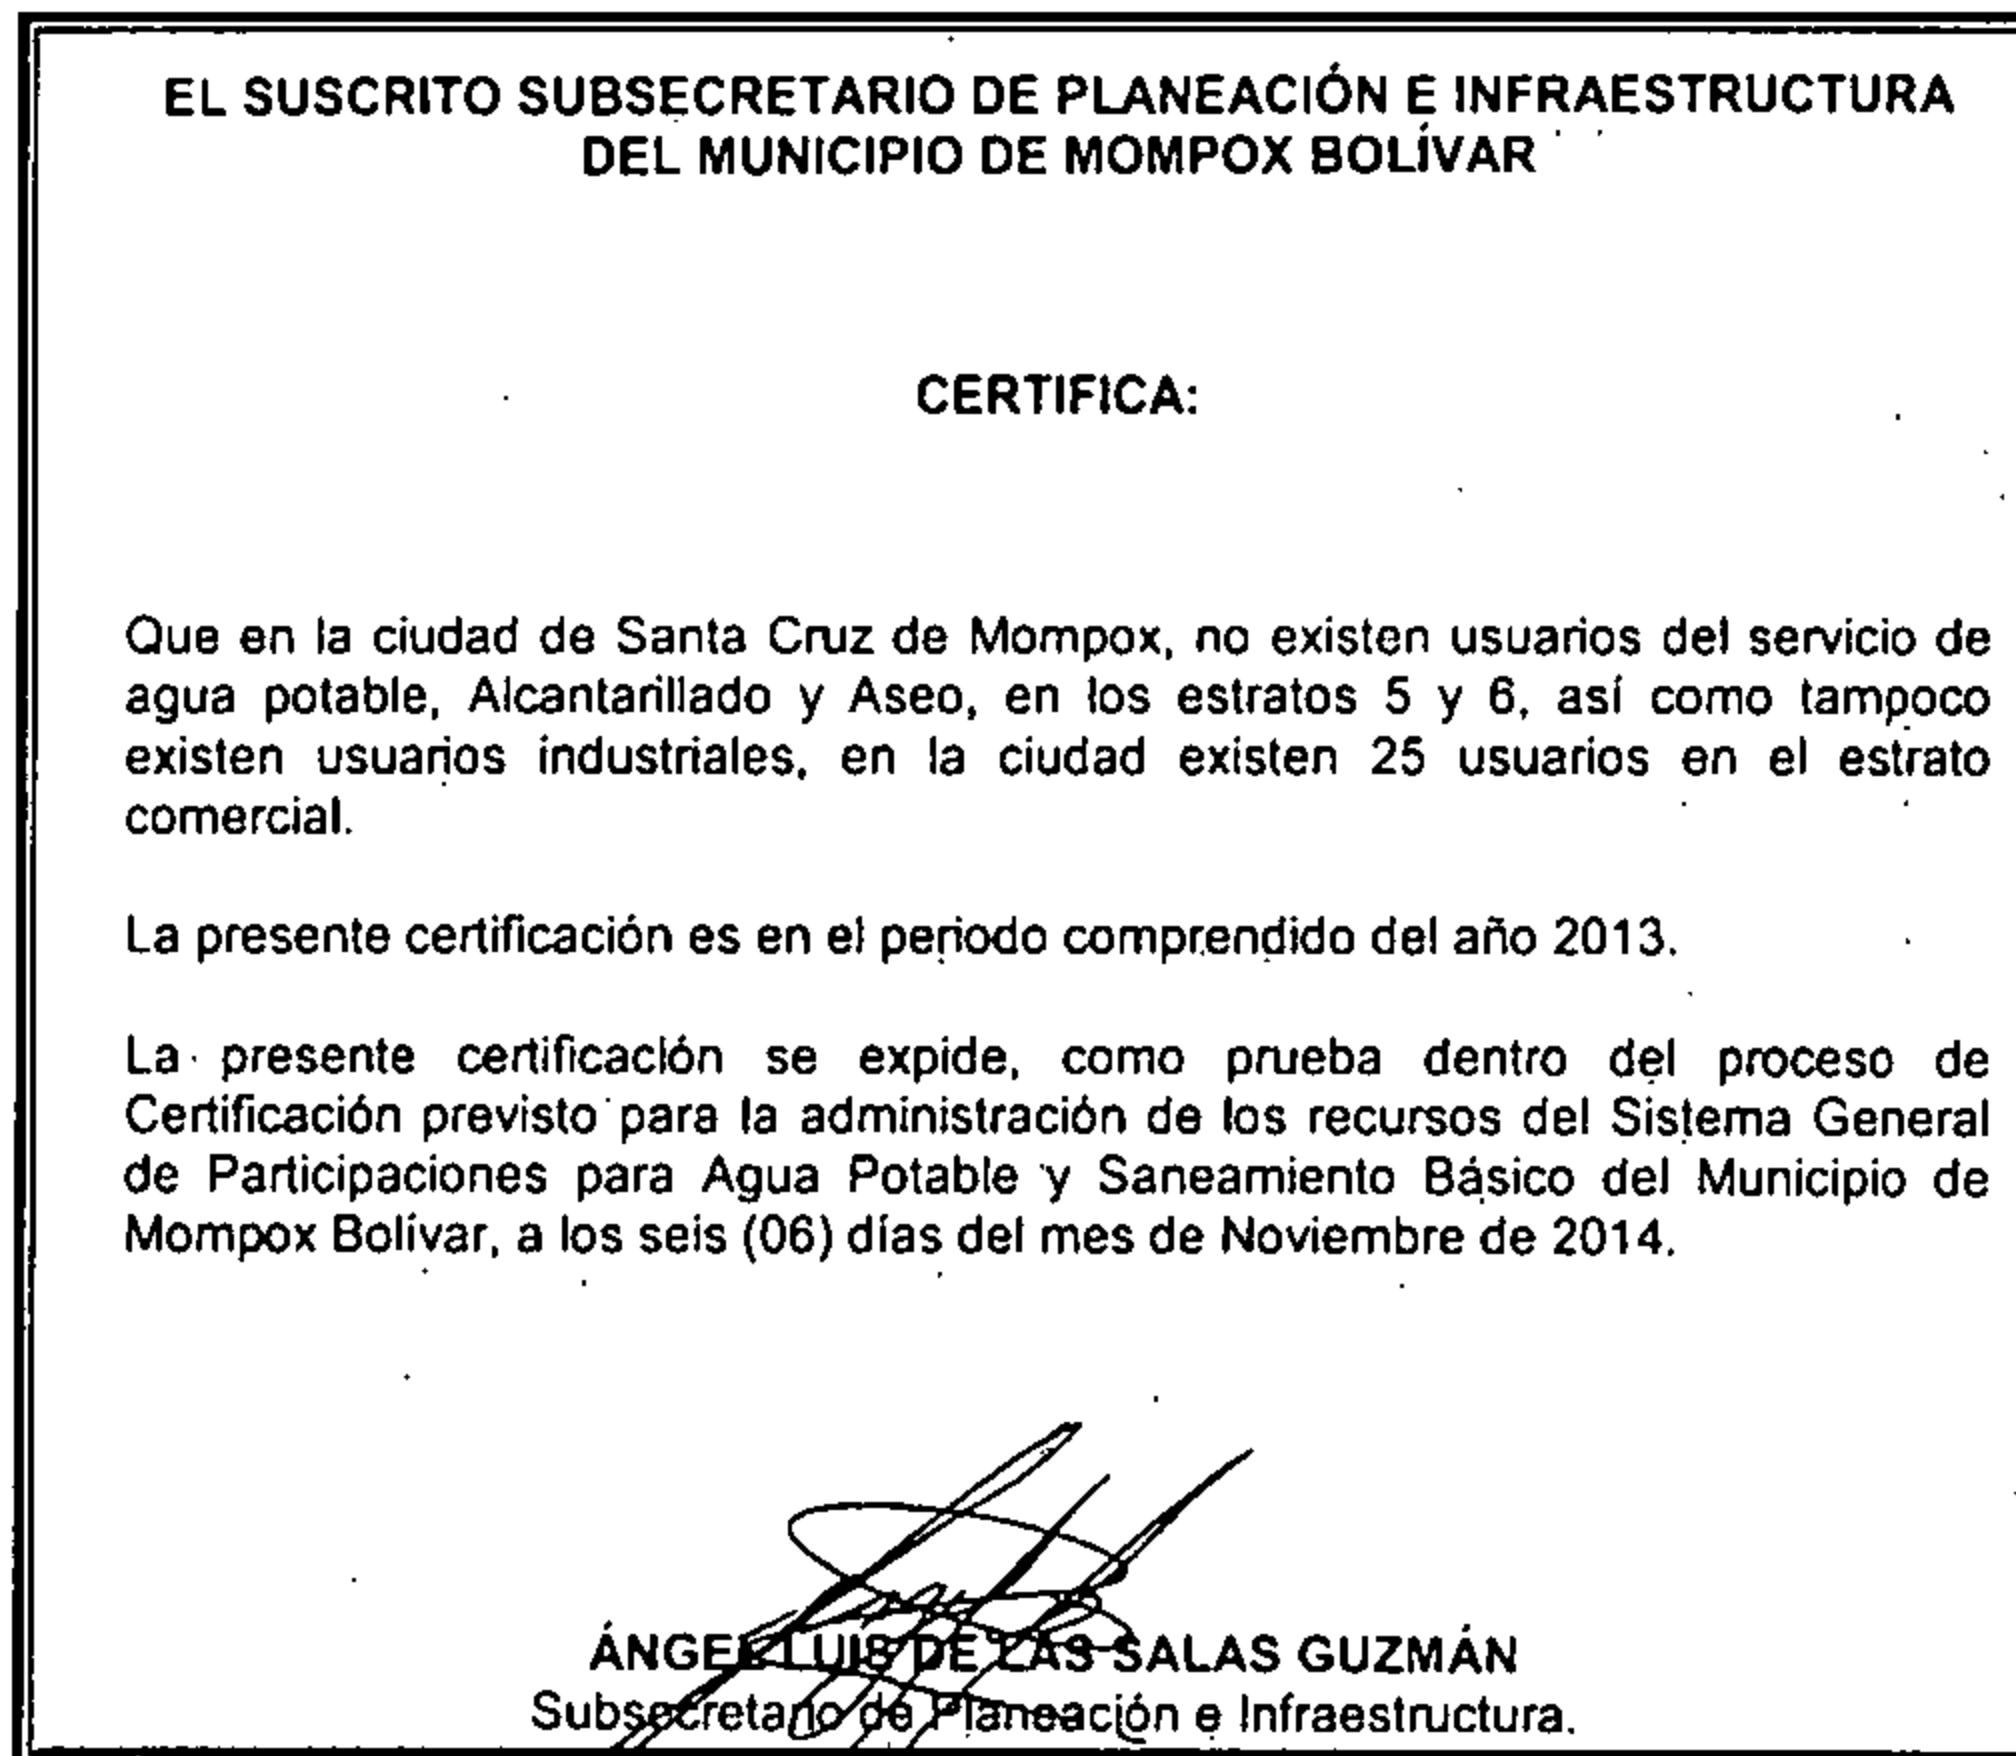 EL SUSCRITO SUBSECRETARIO DE PLANEACIÓN E INFRAESTRUCTURA
DEL MUNICIPIO DE MOMPOX BOLÍVAR
CERTIFICA:
Que en la ciudad de Santa Cruz de Mompox, no existen usuarios del servicio de
agua potable, Alcantarillado y Aseo, en los estratos 5 y 6, así como tampoco
existen usuarios industriales, en la ciudad existen 25 usuarios en el estrato
comercial.
La presente certificación es en el periodo comprendido del año 2013.
La presente certificación se expide, como prueba dentro del proceso de
Certificación previsto para la administración de los recursos del Sistema General
de Participaciones para Agua Potable y Saneamiento Básico del Municipio de
Mompox Bolívar, a los seis (06) días del mes de Noviembre de 2014.
ÁNGEL LUIS DE LAS SALAS GUZMÁN
Subsecretario de Planeación e Infraestructura.